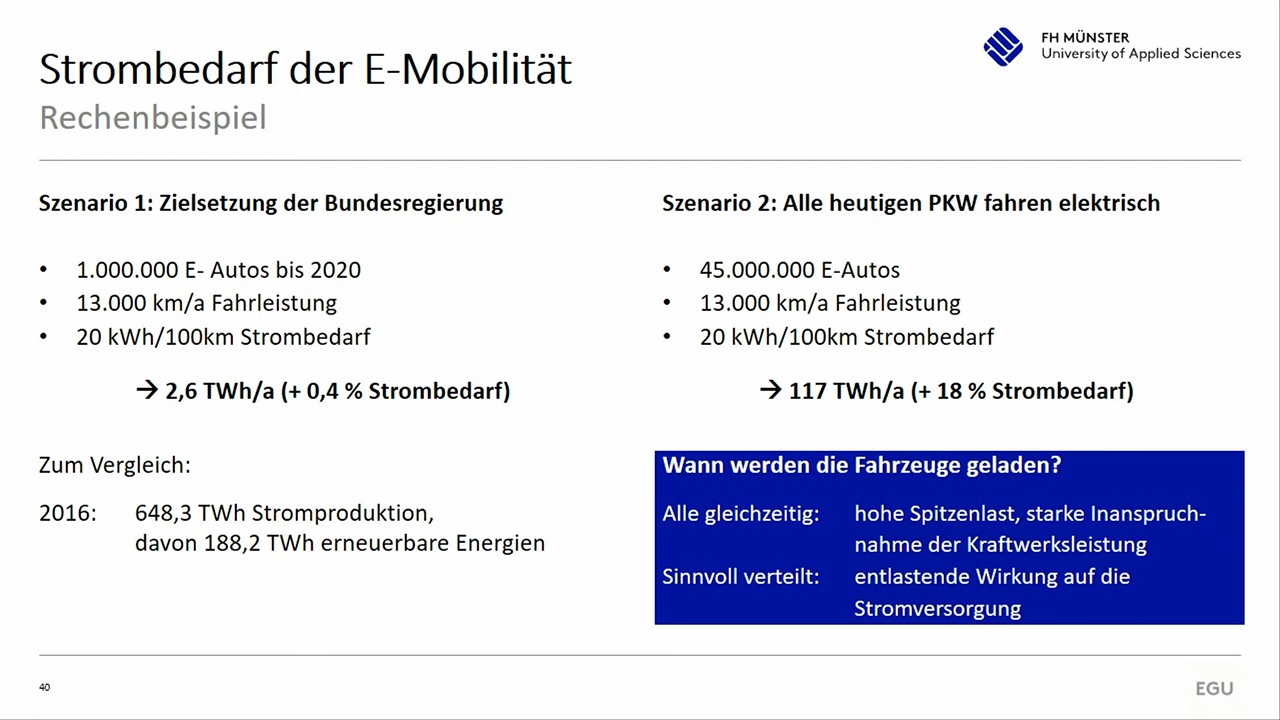 FH MÜNSTER
University of Applied Sciences
Strombedarf der E-Mobilität
Rechenbeispiel
Szenario 1: Zielsetzung der Bundesregierung
• 1.000.000 E- Autos bis 2020
• 13.000 km/a Fahrleistung
• 20 kWh/100km Strombedarf
→ 2,6 TWh/a (+ 0,4 % Strombedarf)
Zum Vergleich:
2016: 648,3 TWh Stromproduktion,
davon 188,2 TWh erneuerbare Energien
Szenario 2: Alle heutigen PKW fahren elektrisch
• 45.000.000 E-Autos
• 13.000 km/a Fahrleistung
• 20 kWh/100km Strombedarf
→ 117 TWh/a (+ 18 % Strombedarf)
Wann werden die Fahrzeuge geladen?
Alle gleichzeitig: hohe Spitzenlast, starke Inanspruch-
nahme der Kraftwerksleistung
Sinnvoll verteilt: entlastende Wirkung auf die
Stromversorgung
40
EGU